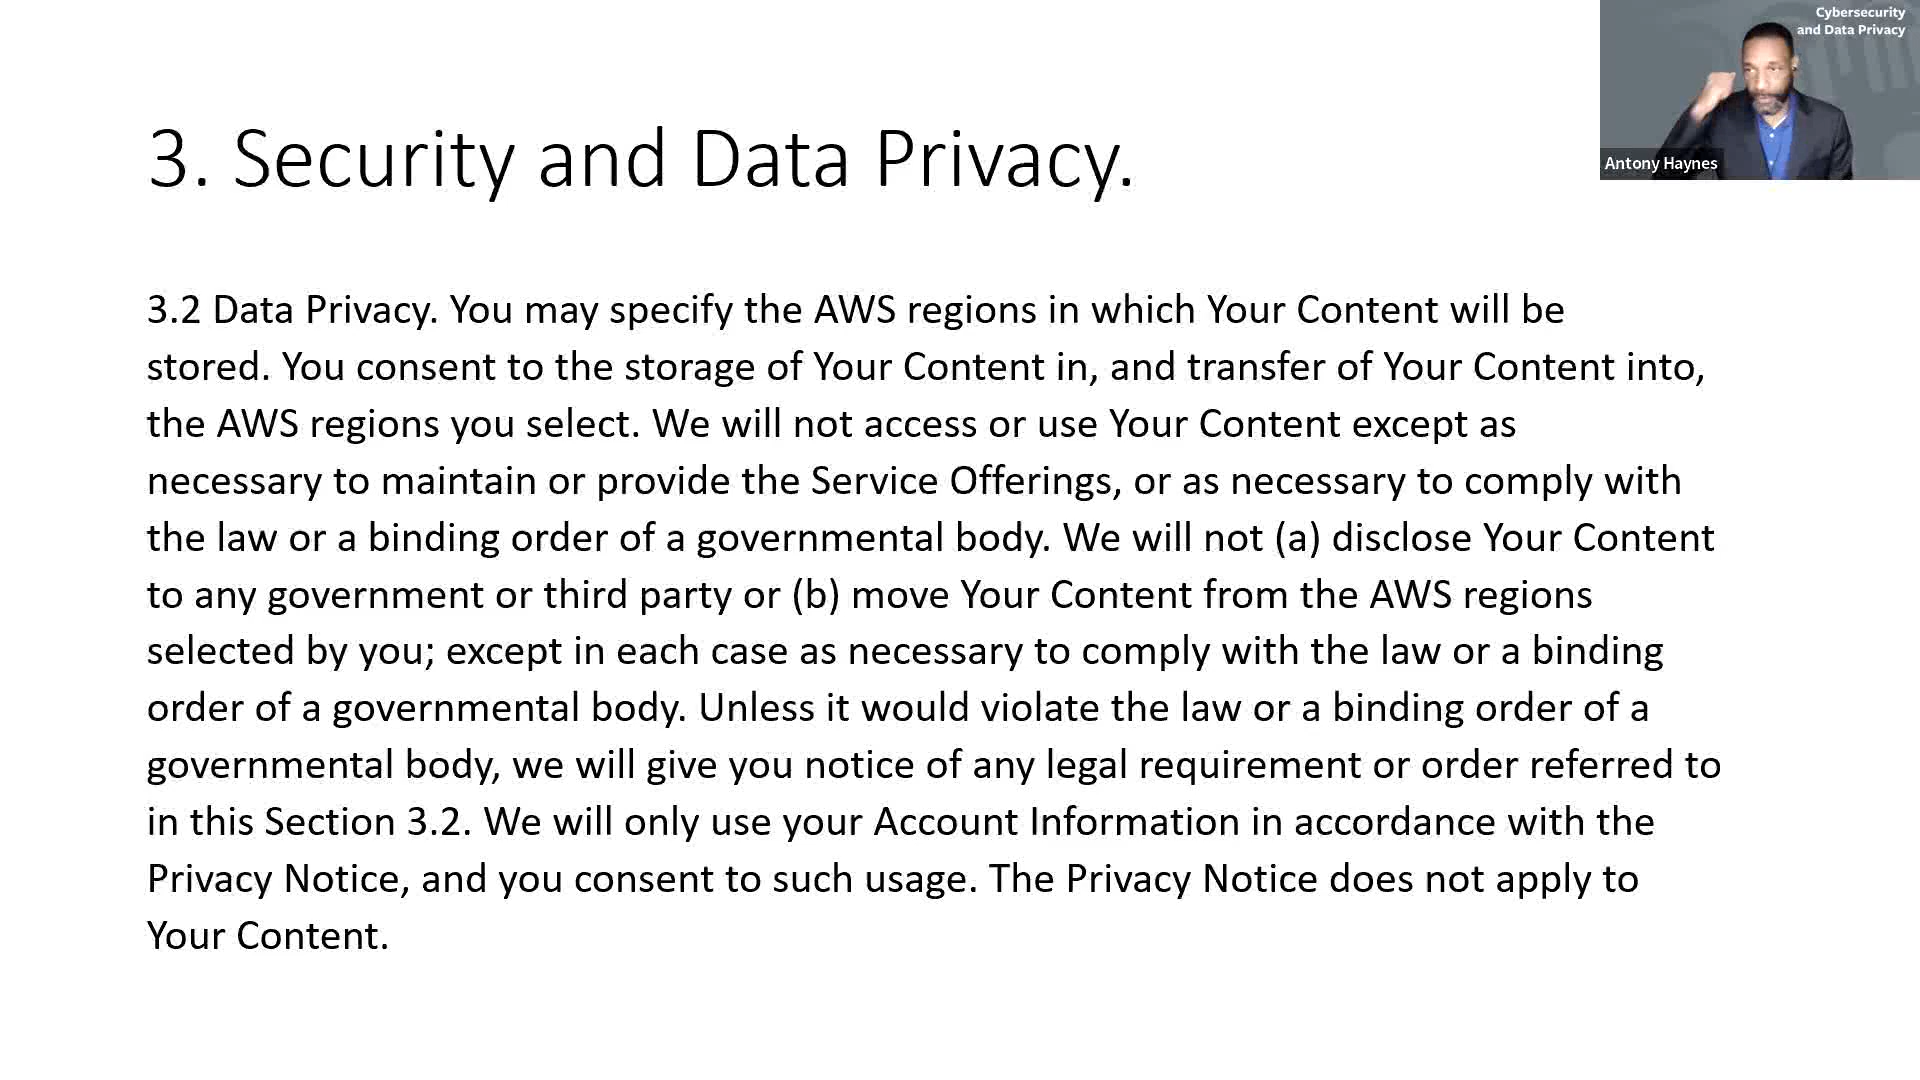 Cybersecurity
and Data Privacy
Antony Haynes
3. Security and Data Privacy.
3.2 Data Privacy. You may specify the AWS regions in which Your Content will be
stored. You consent to the storage of Your Content in, and transfer of Your Content into,
the AWS regions you select. We will not access or use Your Content except as
necessary to maintain or provide the Service Offerings, or as necessary to comply with
the law or a binding order of a governmental body. We will not (a) disclose Your Content
to any government or third party or (b) move Your Content from the AWS regions
selected by you; except in each case as necessary to comply with the law or a binding
order of a governmental body. Unless it would violate the law or a binding order of a
governmental body, we will give you notice of any legal requirement or order referred to
in this Section 3.2. We will only use your Account Information in accordance with the
Privacy Notice, and you consent to such usage. The Privacy Notice does not apply to
Your Content.